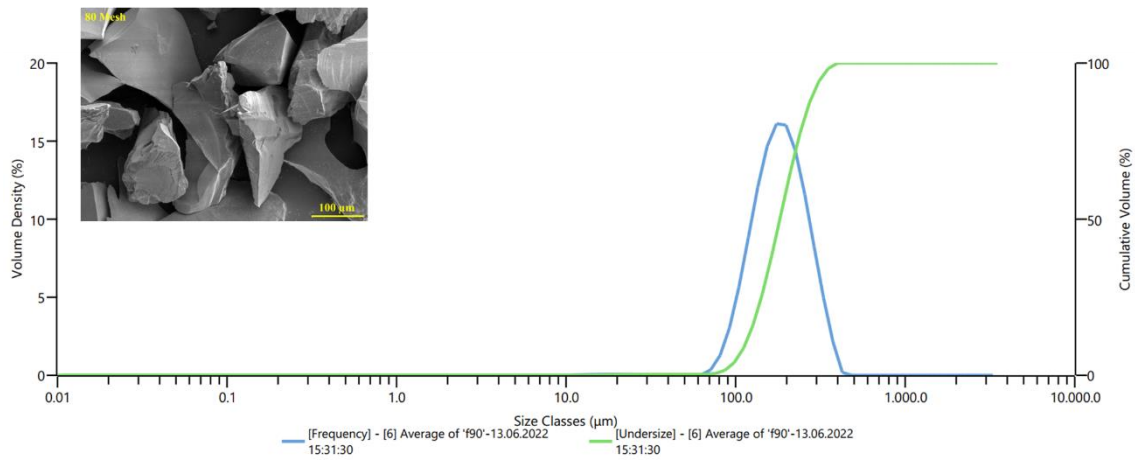 80 Mesh
100 µm
20
15
10
5
0
Volume Density (%)
100
50
0
Cumulative Volume (%)
0.01
0.1
1.0
10.0
100.0
1.000.0
10.000.0
Size Classes (µm)
[Frequency] - [6] Average of 'f90'-13.06.2022
15:31:30
[Undersize] - [6] Average of 'f90'-13.06.2022
15:31:30